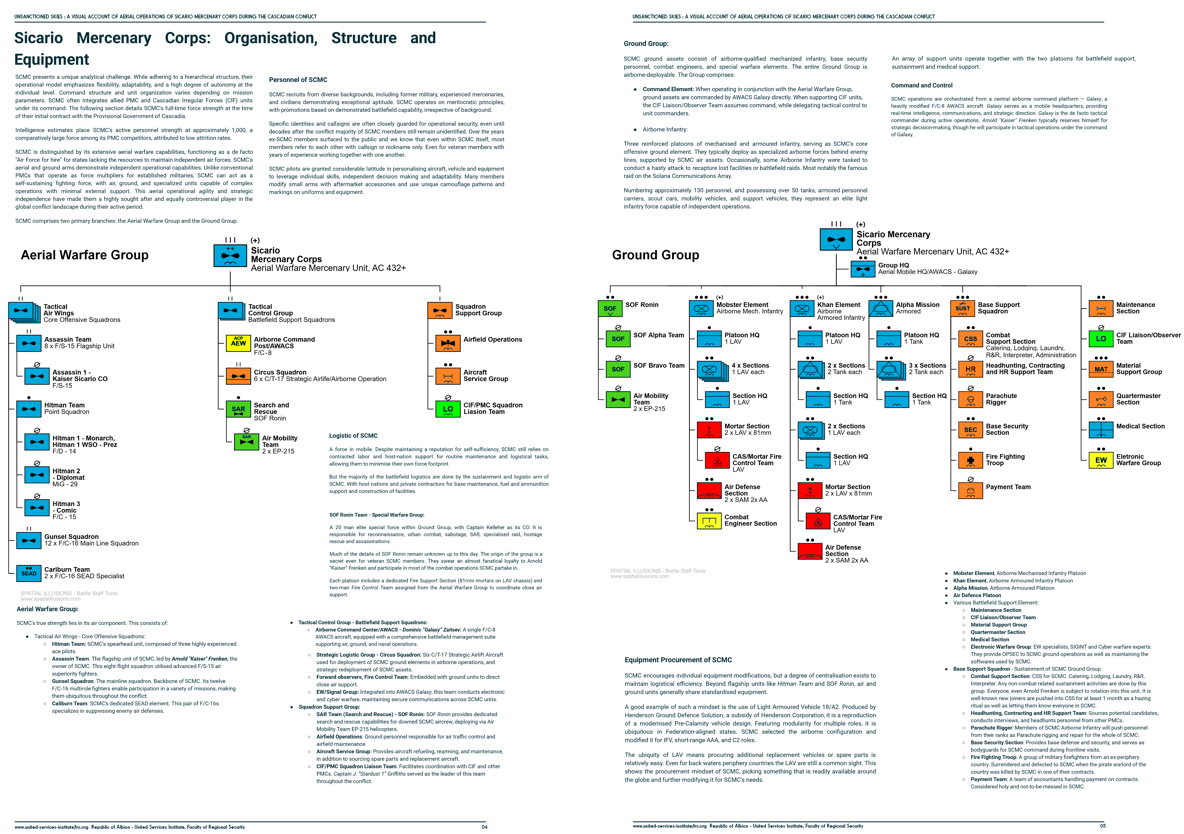 UNSANCTIONED SKIES : A VISUAL ACCOUNT OF AERIAL OPERATIONS OF SICARIO MERCENARY CORPS DURING THE CASCADIAN CONFLICT
Sicario Mercenary Corps: Organisation, Structure and
Equipment
SCMC presents a unique analytical challenge. While adhering to a hierarchical structure, their
operational model emphasizes flexibility, adaptability, and a high degree of autonomy at the
individual level. Command structure and unit organization varies depending on mission
parameters. SCMC often integrates allied PMC and Cascadian Irregular Forces (CIF) units
under its command. The following section details SCMC's full-time force strength at the time
of their initial contract with the Provisional Government of Cascadia.
Intelligence estimates place SCMC's active personnel strength at approximately 1,000, a
comparatively large force among its PMC competitors, attributed to low attrition rates.
SCMC is distinguished by its extensive aerial warfare capabilities, functioning as a de facto
"Air Force for hire" for states lacking the resources to maintain independent air forces. SCMC's
aerial and ground arms demonstrate independent operational capabilities. Unlike conventional
PMCs that operate as force multipliers for established militaries, SCMC can act as a
self-sustaining fighting force, with air, ground, and specialized units capable of complex
operations with minimal external support. This aerial operational agility and strategic
independence have made them a highly sought after and equally controversial player in the
global conflict landscape during their active period.
SCMC comprises two primary branches: the Aerial Warfare Group and the Ground Group.
Personnel of SCMC
SCMC recruits from diverse backgrounds, including former military, experienced mercenaries,
and civilians demonstrating exceptional aptitude. SCMC operates on meritocratic principles,
with promotions based on demonstrated battlefield capability, irrespective of background.
Specific identities and callsigns are often closely guarded for operational security, even until
decades after the conflict majority of SCMC members still remain unidentified. Over the years
ex-SCMC members surfaced to the public and we know that even within SCMC itself, most
members refer to each other with callsign or nickname only. Even for veteran members with
years of experience working together with one another.
SCMC pilots are granted considerable latitude in personalising aircraft, vehicle and equipment
to leverage individual skills, independent decision making and adaptability. Many members
modify small arms with aftermarket accessories and use unique camouflage patterns and
markings on uniforms and equipment.
Aerial Warfare Group
(+)
Sicario
Mercenary Corps
Aerial Warfare Mercenary Unit, AC 432+
Tactical
Air Wings
Core Offensive Squadrons
Assassin Team
8 x F/S-15 Flagship Unit
Assassin 1 -
Kaiser Sicario CO
F/S-15
Hitman Team
Point Squadron
Hitman 1 - Monarch,
Hitman 1 WSO - Prez
F/D - 14
Hitman 2
- Diplomat
MiG - 29
Hitman 3
- Comic
F/C - 15
Gunsel Squadron
12 x F/C-16 Main Line Squadron
SEAD
Carlburn Team
2 x F/C-16 SEAD Specialist
Tactical
Control Group
Battlefield Support Squadrons
ACP
AEW
Airborne Command
Post/AWACS
F/C-8
Circus Squadron
6 x C/T-17 Strategic Airlife/Airborne Operation
SAR
Search and
Rescue
SOF Ronin
SAR
Air Mobility
Team
2 x EP-215
Squadron
Support Group
Airfield Operations
Aircraft
Service Group
LO
CIF/PMC Squadron
Liasion Team
SPATIAL ILLUSIONS - Battle Staff Tools
www.spatialillusions.com
Logistic of SCMC
A force in mobile. Despite maintaining a reputation for self-sufficiency, SCMC still relies on
contracted labor and host-nation support for routine maintenance and logistical tasks,
allowing them to minimise their own force footprint.
But the majority of the battlefield logistics are done by the sustainment and logistic arm of
SCMC. With host nations and private contractors for base maintenance, fuel and ammunition
support and construction of facilities.
SOF Ronin Team - Special Warfare Group:
A 20 man elite special force within Ground Group, with Captain Kelleher as its CO. It is
responsible for reconnaissance, urban combat, sabotage, SAR, specialised raid, hostage
rescue and assassinations.
Much of the details of SOF Ronin remain unknown up to this day. The origin of the group is a
secret even for veteran SCMC members. They swear an almost fanatical loyalty to Arnold
"Kaiser" Frenken and participate in most of the combat operations SCMC partake in.
Each platoon includes a dedicated Fire Support Section (81mm mortars on LAV chassis) and
two-man Fire Control Team assigned from the Aerial Warfare Group to coordinate close air
support.
Aerial Warfare Group:
SCMC's true strength lies in its air component. This consists of:
● Tactical Air Wings - Core Offensive Squadrons:
○ Hitman Team: SCMC's spearhead unit, composed of three highly experienced
ace pilots.
○ Assassin Team: The flagship unit of SCMC, led by Arnold "Kaiser" Frenken, the
owner of SCMC. This eight-flight squadron utilised advanced F/S-15 air
superiority fighters.
○ Gunsel Squadron: The mainline squadron. Backbone of SCMC. Its twelve
F/C-16 multirole fighters enable participation in a variety of missions, making
them ubiquitous throughout the conflict.
○ Caliburn Team: SCMC's dedicated SEAD element. This pair of F/C-16s
specializes in suppressing enemy air defenses.
● Tactical Control Group - Battlefield Support Squadrons:
○ Airborne Command Center/AWACS - Dominic "Galaxy" Zaitsev: A single F/C-8
AWACS aircraft, equipped with a comprehensive battlefield management suite
supporting air, ground, and naval operations.
○ Strategic Logistic Group - Circus Squadron: Six C/T-17 Strategic Airlift Aircraft
used for deployment of SCMC ground elements in airborne operations, and
strategic redeployment of SCMC assets.
○ Forward observers, Fire Control Team: Embedded with ground units to direct
close air support.
○ EW/Signal Group: Integrated into AWACS Galaxy, this team conducts electronic
and cyber warfare, maintaining secure communications across SCMC units.
● Squadron Support Group:
○ SAR Team (Search and Rescue) - SOF Ronin: SOF Ronin provides dedicated
search and rescue capabilities for downed SCMC aircrew, deploying via Air
Mobility Team EP-215 helicopters.
○ Airfield Operations: Ground personnel responsible for air traffic control and
airfield maintenance.
○ Aircraft Service Group: Provides aircraft refueling, rearming, and maintenance,
in addition to sourcing spare parts and replacement aircraft.
○ CIF/PMC Squadron Liaison Team: Facilitates coordination with CIF and other
PMCs. Captain J. "Stardust 1" Griffiths served as the leader of this team
throughout the conflict.
www.united-services-institute/frs.org Republic of Albion - United Services Institute, Faculty of Regional Security
04
UNSANCTIONED SKIES : A VISUAL ACCOUNT OF AERIAL OPERATIONS OF SICARIO MERCENARY CORPS DURING THE CASCADIAN CONFLICT
Ground Group:
SCMC ground assets consist of airborne-qualified mechanized infantry, base security
personnel, combat engineers, and special warfare elements. The entire Ground Group is
airborne-deployable. The Group comprises:
● Command Element: When operating in conjunction with the Aerial Warfare Group,
ground assets are commanded by AWACS Galaxy directly. When supporting CIF units,
the CIF Liaison/Observer Team assumes command, while delegating tactical control to
unit commanders.
● Airborne Infantry:
Three reinforced platoons of mechanised and armoured infantry, serving as SCMC's core
offensive ground element. They typically deploy as specialized airborne forces behind enemy
lines, supported by SCMC air assets. Occasionally, some Airborne Infantry were tasked to
conduct a hasty attack to recapture lost facilities or battlefield raids. Most notably the famous
raid on the Solana Communications Array.
Numbering approximately 130 personnel, and possessing over 50 tanks, armored personnel
carriers, scout cars, mobility vehicles, and support vehicles, they represent an elite light
infantry force capable of independent operations.
An array of support units operate together with the two platoons for battlefield support,
sustainment and medical support.
Command and Control
SCMC operations are orchestrated from a central airborne command platform – Galaxy, a
heavily modified F/C-8 AWACS aircraft. Galaxy serves as a mobile headquarters, providing
real-time intelligence, communications, and strategic direction. Galaxy is the de facto tactical
commander during active operations. Arnold "Kaiser" Frenken typically reserves himself for
strategic decision-making, though he will participate in tactical operations under the command
of Galaxy.
Ground Group
(+)
Sicario Mercenary
Corps
Aerial Warfare Mercenary Unit, AC 432+
Group HQ
Aerial Mobile HQ/AWACS - Galaxy
SOF
SOF Ronin
SOF
SOF Alpha Team
SOF
SOF Bravo Team
Air Mobility
Team
2 x EP-215
(+)
Mobster Element
Airborne Mech. Infantry
Platoon HQ
1 LAV
4 x Sections
1 LAV each
Section HQ
1 LAV
Mortar Section
2 x LAV x 81mm
CAS/Mortar Fire
Control Team
LAV
Air Defense
Section
2 x SAM 2x AA
Combat
Engineer Section
(+)
Khan Element
Airborne
Armored Infantry
Platoon HQ
1 LAV
2 x Sections
2 Tank each
Section HQ
1 Tank
2 x Sections
1 LAV each
Section HQ
1 LAV
Mortar Section
2 x LAV x 81mm
CAS/Mortar Fire
Control Team
LAV
Air Defense
Section
2 x SAM 2x AA
Alpha Mission
Armored
Platoon HQ
1 Tank
3 x Sections
2 Tank each
Section HQ
1 Tank
SUST
Base Support
Squadron
CSS
Combat
Support Section
Catering, Lodging, Laundry,
R&R, Interpreter, Administration
HR
Headhunting, Contracting
and HR Support Team
Parachute
Rigger
SEC
Base Security
Section
Fire Fighting
Troop
Payment Team
Maintenance
Section
LO
CIF Liaison/Observer
Team
MAT
Material
Support Group
Quartermaster
Section
Medical Section
EW
Eletronic
Warfare Group
SPATIAL ILLUSIONS - Battle Staff Tools
www.spatialillusions.com
Equipment Procurement of SCMC
SCMC encourages individual equipment modifications, but a degree of centralisation exists to
maintain logistical efficiency. Beyond flagship units like Hitman Team and SOF Ronin, air and
ground units generally share standardised equipment.
A good example of such a mindset is the use of Light Armoured Vehicle 18/A2. Produced by
Henderson Ground Defence Solution, a subsidy of Henderson Corporation, it is a reproduction
of a modernised Pre-Calamity vehicle design. Featuring modularity for multiple roles, it is
ubiquitous in Federation-aligned states. SCMC selected the airborne configuration and
modified it for IFV, short-range AAA, and C2 roles.
The ubiquity of LAV means procuring additional replacement vehicles or spare parts is
relatively easy. Even for back waters periphery countries the LAV are still a common sight. This
shows the procurement mindset of SCMC, picking something that is readily available around
the globe and further modifying it for SCMC's needs.
● Mobster Element, Airborne Mechanised Infantry Platoon
● Khan Element, Airborne Armoured Infantry Platoon
● Alpha Mission, Airborne Armoured Platoon
● Air Defence Platoon
● Various Battlefield Support Element:
○ Maintenance Section
○ CIF Liaison/Observer Team
○ Material Support Group
○ Quartermaster Section
○ Medical Section
○ Electronic Warfare Group: EW specialists, SIGINT and Cyber warfare experts.
They provide OPSEC to SCMC ground operations as well as maintaining the
softwares used by SCMC.
● Base Support Squadron - Sustainment of SCMC Ground Group
○ Combat Support Section: CSS for SCMC. Catering, Lodging, Laundry, R&R,
Interpreter. Any non-combat related sustainment activities are done by this
group. Everyone, even Arnold Frenken is subject to rotation into this unit. It is
well-known new joiners are pushed into CSS for at least 1 month as a hazing
ritual as well as letting them know everyone in SCMC.
○ Headhunting, Contracting and HR Support Team: Sources potential candidates,
conducts interviews, and headhunts personnel from other PMCs.
○ Parachute Rigger: Members of SCMC Airborne Infantry will push personnel
from their ranks as Parachute rigging and repair for the whole of SCMC.
○ Base Security Section: Provides base defense and security, and serves as
bodyguards for SCMC command during frontline visits.
○ Fire Fighting Troop: A group of military firefighters from an ex-periphery
country. Surrendered and defected to SCMC when the pirate warlord of the
country was killed by SCMC in one of their contracts.
○ Payment Team: A team of accountants handling payment on contracts.
Considered holy and not-to-be-messed in SCMC.
www.united-services-institute/frs.org Republic of Albion - United Services Institute, Faculty of Regional Security
05